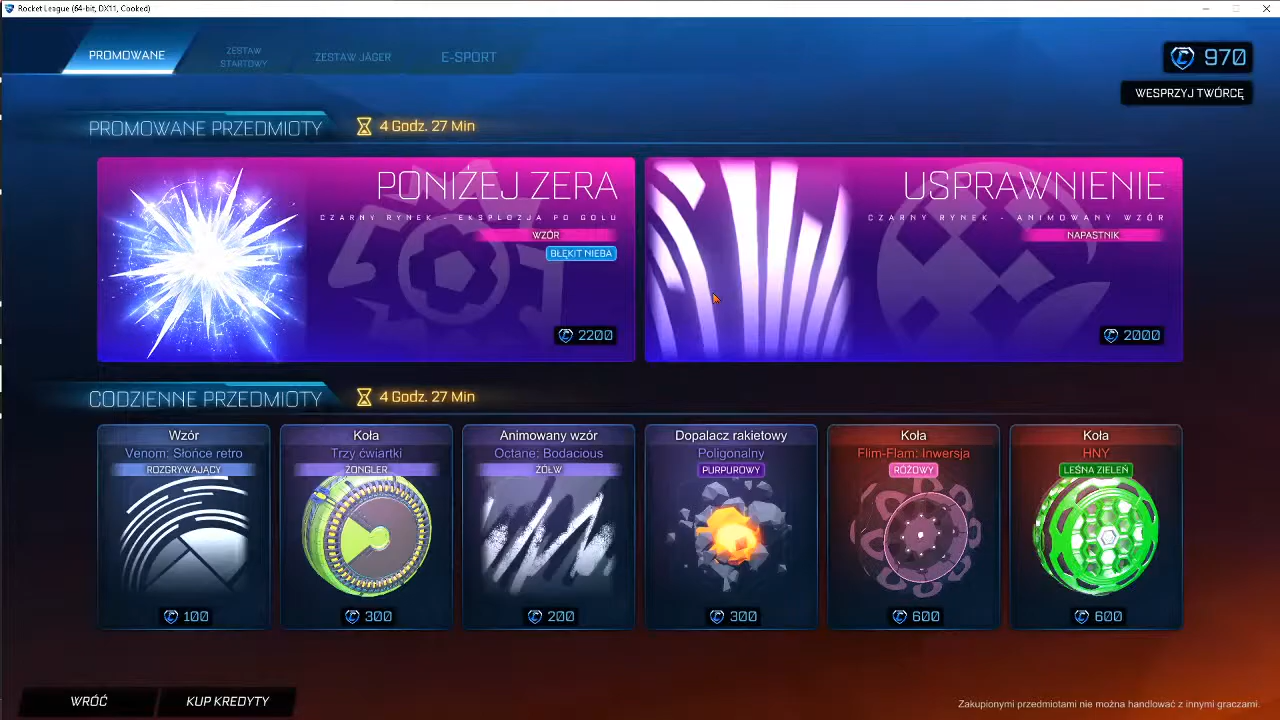 Rocket League (64-bit, DX11, Cooked)
PROMOWANE
ZESTAW
STARTOWY
ZESTAW JÄGER
E-SPORT
970
WESPRZYJ TWÓRCĘ
PROMOWANE PRZEDMIOTY
4 Godz. 27 Min
PONIŻEJ ZERA
CZARNY RYNEK - EKSPLOZJA PO GOLU
WZÓR
BŁĘKIT NIEBA
2200
USPRAWNIENIE
CZARNY RYNEK - ANIMOWANY WZÓR
NAPASTNIK
2000
CODZIENNE PRZEDMIOTY
4 Godz. 27 Min
Wzór
Venom: Słońce retro
ROZGRYWAJĄCY
100
Koła
Trzy ćwiartki
ŻONGLER
300
Animowany wzór
Octane: Bodacious
ŻÓŁW
200
Dopalacz rakietowy
Poligonalny
PURPUROWY
300
Koła
Flim-Flam: Inwersja
RÓŻOWY
600
Koła
HNY
LEŚNA ZIELEŃ
600
WRÓĆ
KUP KREDYTY
Zakupionymi przedmiotami nie można handlować z innymi graczami.